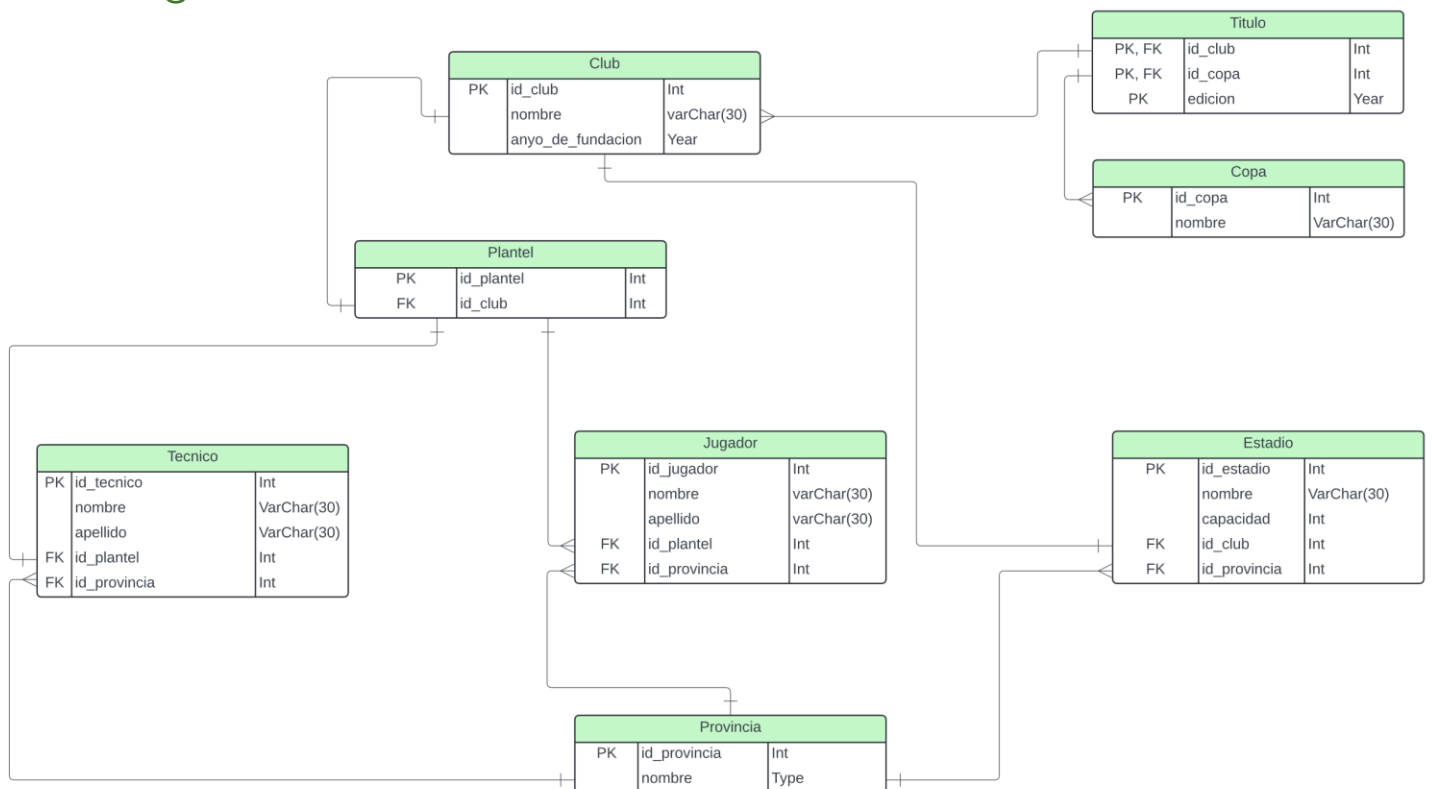 Titulo
PK, FK id_club Int
PK, FK id_copa Int
PK edicion Year
Club
PK id_club Int
nombre varChar(30)
anyo_de_fundacion Year
Copa
PK id_copa Int
nombre VarChar(30)
Plantel
PK id_plantel Int
FK id_club Int
Tecnico
PK id_tecnico Int
nombre VarChar(30)
apellido VarChar(30)
FK id_plantel Int
FK id_provincia Int
Jugador
PK id_jugador Int
nombre varChar(30)
apellido varChar(30)
FK id_plantel Int
FK id_provincia Int
Estadio
PK id_estadio Int
nombre VarChar(30)
capacidad Int
FK id_club Int
FK id_provincia Int
Provincia
PK id_provincia Int
nombre Type